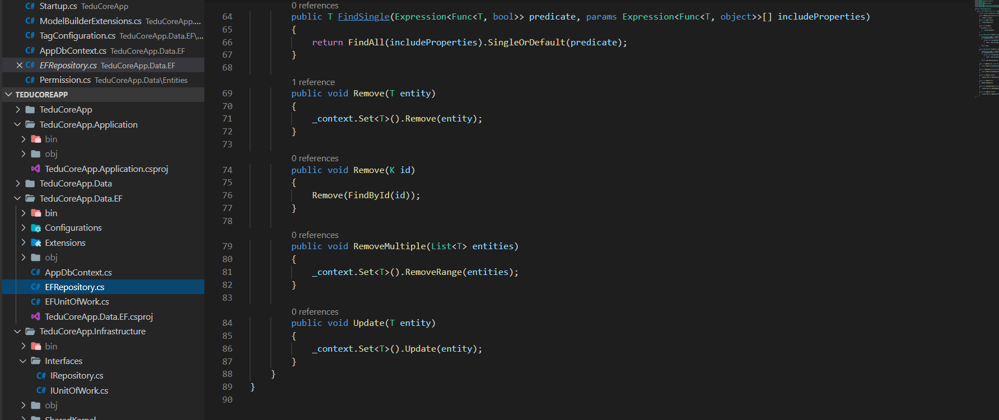 Startup.cs TeduCoreApp
ModelBuilderExtensions.cs TeduCoreApp....
TagConfiguration.cs TeduCoreApp.Data.EF\...
AppDbContext.cs TeduCoreApp.Data.EF
EFRepository.cs TeduCoreApp.Data.EF
Permission.cs TeduCoreApp.Data\Entities
TEDUCOREAPP
TeduCoreApp
TeduCoreApp.Application
bin
obj
TeduCoreApp.Application.csproj
TeduCoreApp.Data
TeduCoreApp.Data.EF
bin
Configurations
Extensions
obj
AppDbContext.cs
EFRepository.cs
EFUnitOfWork.cs
TeduCoreApp.Data.EF.csproj
TeduCoreApp.Infrastructure
bin
Interfaces
IRepository.cs
IUnitOfWork.cs
obj
SharedKernel
0 references
64 public T FindSingle(Expression<Func<T, bool>> predicate, params Expression<Func<T, object>>[] includeProperties)
65 {
66 return FindAll(includeProperties).SingleOrDefault(predicate);
67 }
68
1 reference
69 public void Remove(T entity)
70 {
71 _context.Set<T>().Remove(entity);
72 }
73
0 references
74 public void Remove(K id)
75 {
76 Remove(FindById(id));
77 }
78
0 references
79 public void RemoveMultiple(List<T> entities)
80 {
81 _context.Set<T>().RemoveRange(entities);
82 }
83
0 references
84 public void Update(T entity)
85 {
86 _context.Set<T>().Update(entity);
87 }
88 }
89 }
90